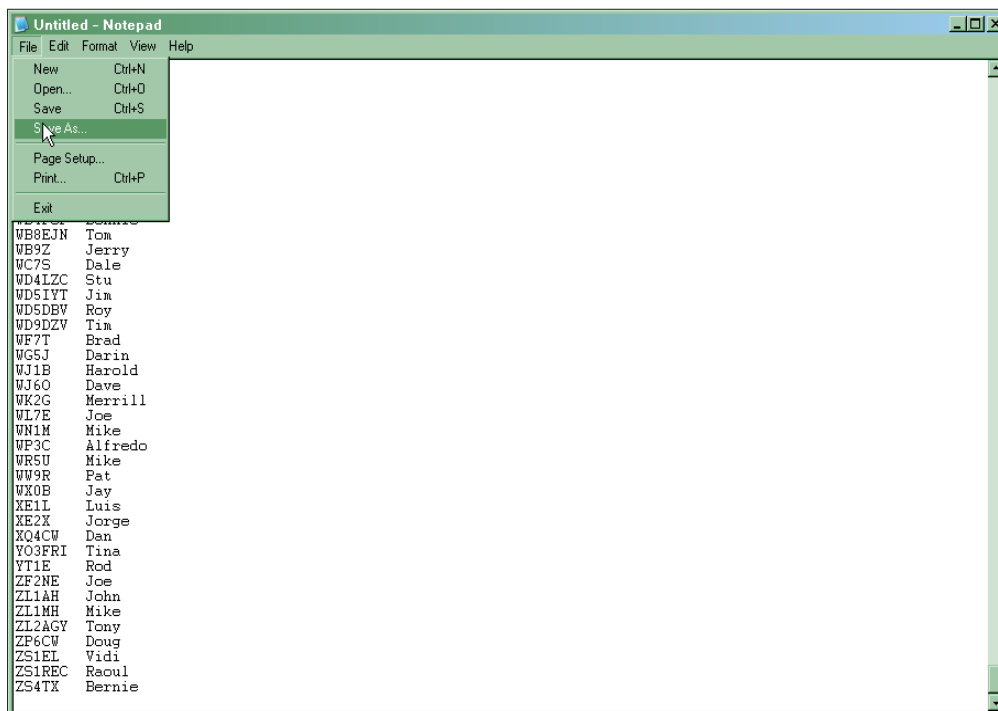 Untitled - Notepad
File Edit Format View Help
New Ctrl+N
Open... Ctrl+O
Save Ctrl+S
Save As...
Page Setup...
Print... Ctrl+P
Exit
WB8EJN Tom
WB9Z Jerry
WC7S Dale
WD4LZC Stu
WD5IYT Jim
WD5DBV Roy
WD9DZV Tim
WF7T Brad
WG5J Darin
WJ1B Harold
WJ6O Dave
WK2G Merrill
WL7E Joe
WN1M Mike
WP3C Alfredo
WR5U Mike
WW9R Pat
WX0B Jay
XE1L Luis
XE2X Jorge
XQ4CW Dan
YO3FRI Tina
YT1E Rod
ZF2NE Joe
ZL1AH John
ZL1MH Mike
ZL2AGY Tony
ZP6CW Doug
ZS1EL Vidi
ZS1REC Raoul
ZS4TX Bernie